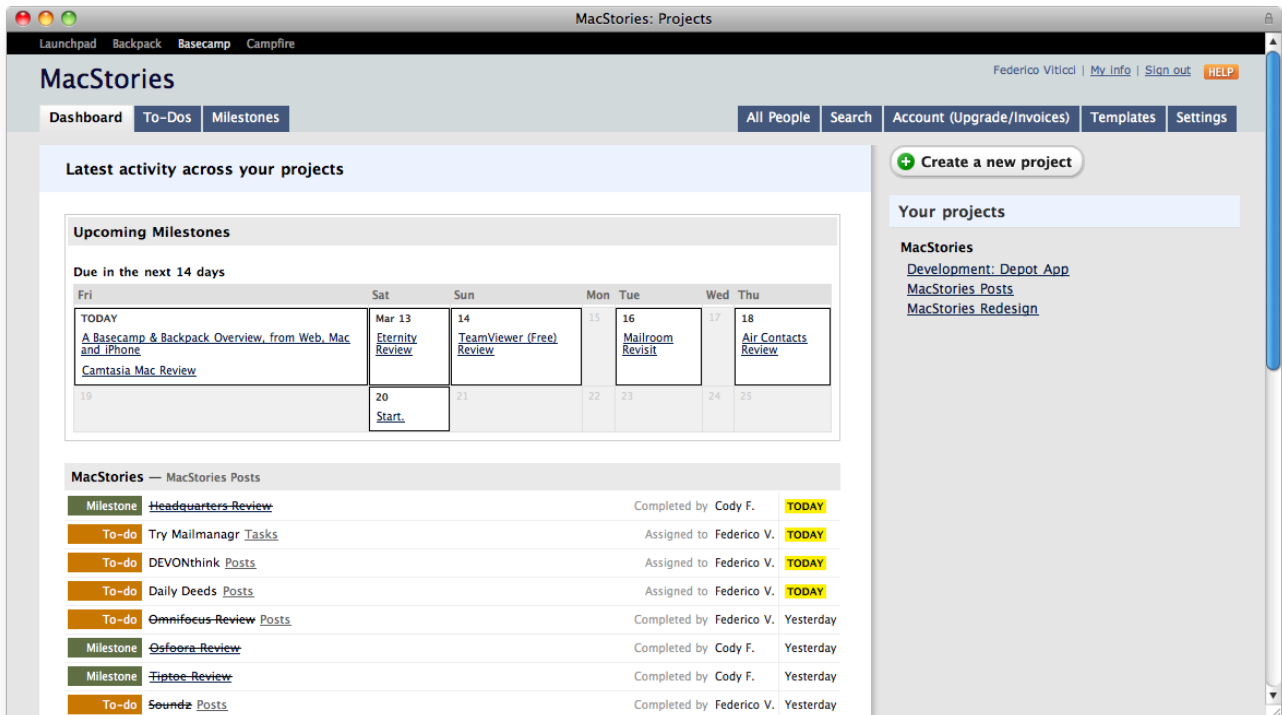 MacStories: Projects
Launchpad Backpack Basecamp Campfire
MacStories
Federico Viticci | My info | Sign out HELP
Dashboard To-Dos Milestones All People Search Account (Upgrade/Invoices) Templates Settings
Latest activity across your projects
Create a new project
Your projects
MacStories
Development: Depot App
MacStories Posts
MacStories Redesign
Upcoming Milestones
Due in the next 14 days
Fri Sat Sun Mon Tue Wed Thu
TODAY Mar 13 14 15 16 17 18
A Basecamp & Backpack Overview, from Web, Mac
and iPhone
Camtasia Mac Review
Eternity
Review
TeamViewer (Free)
Review
Mailroom
Revisit
Air Contacts
Review
19 20 21 22 23 24 25
Start.
MacStories — MacStories Posts
Milestone Headquarters Review Completed by Cody F. TODAY
To-do Try Mailmanagr Tasks Assigned to Federico V. TODAY
To-do DEVONthink Posts Assigned to Federico V. TODAY
To-do Daily Deeds Posts Assigned to Federico V. TODAY
To-do Omnifocus Review Posts Completed by Federico V. Yesterday
Milestone Osfoora Review Completed by Cody F. Yesterday
Milestone Tiptoe Review Completed by Cody F. Yesterday
To-do Soundz Posts Completed by Federico V. Yesterday